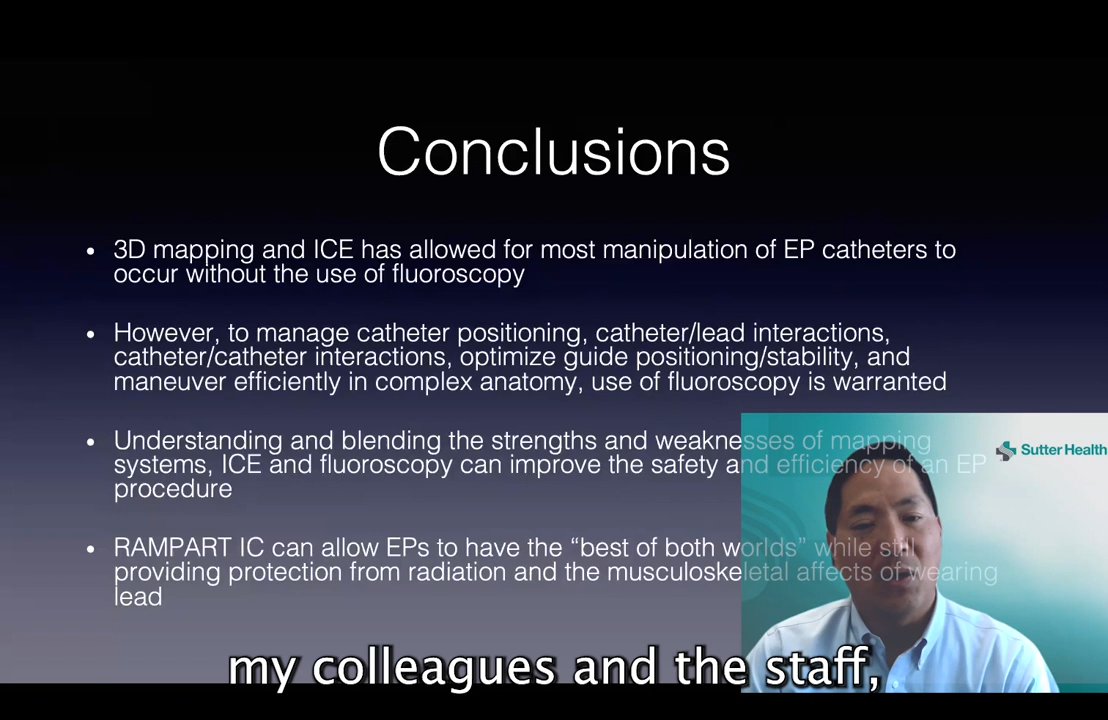 Conclusions
• 3D mapping and ICE has allowed for most manipulation of EP catheters to
occur without the use of fluoroscopy
• However, to manage catheter positioning, catheter/lead interactions,
catheter/catheter interactions, optimize guide positioning/stability, and
maneuver efficiently in complex anatomy, use of fluoroscopy is warranted
• Understanding and blending the strengths and weaknesses of mapping
systems, ICE and fluoroscopy can improve the safety and efficiency of an EP
procedure
• RAMPART IC can allow EPs to have the “best of both worlds” while still
providing protection from radiation and the musculoskeletal affects of wearing
lead
Sutter Health
my colleagues and the staff,